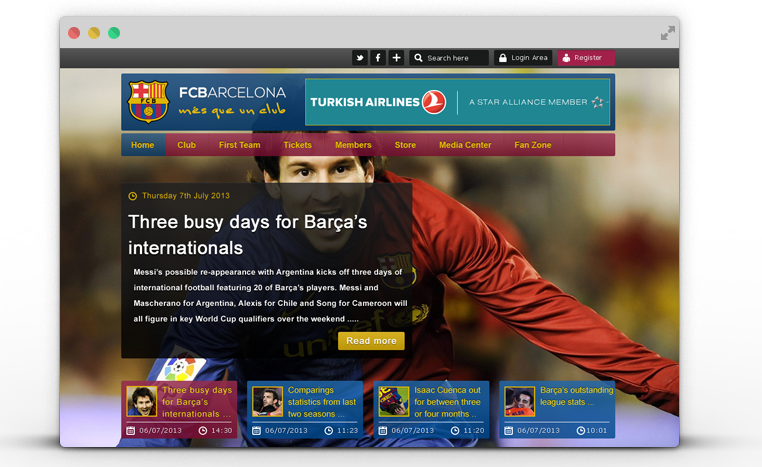 Search here
Login Area
Register
FCB
FCBARCELONA
més que un club
TURKISH AIRLINES
A STAR ALLIANCE MEMBER
Home
Club
First Team
Tickets
Members
Store
Media Center
Fan Zone
Thursday 7th July 2013
Three busy days for Barça’s
internationals
Messi's possible re-appearance with Argentina kicks off three days of
international football featuring 20 of Barça's players. Messi and
Mascherano for Argentina, Alexis for Chile and Song for Cameroon will
all figure in key World Cup qualifiers over the weekend .....
Read more
unicef
Three busy days
for Barça’s
internationals ...
06/07/2013 14:30
Comparings
statistics from last
two seasons ...
06/07/2013 11:23
Isaac Cuenca out
for between three
or four months ..
06/07/2013 11:20
Barça’s outstanding
league stats ...
06/07/2013 10:01